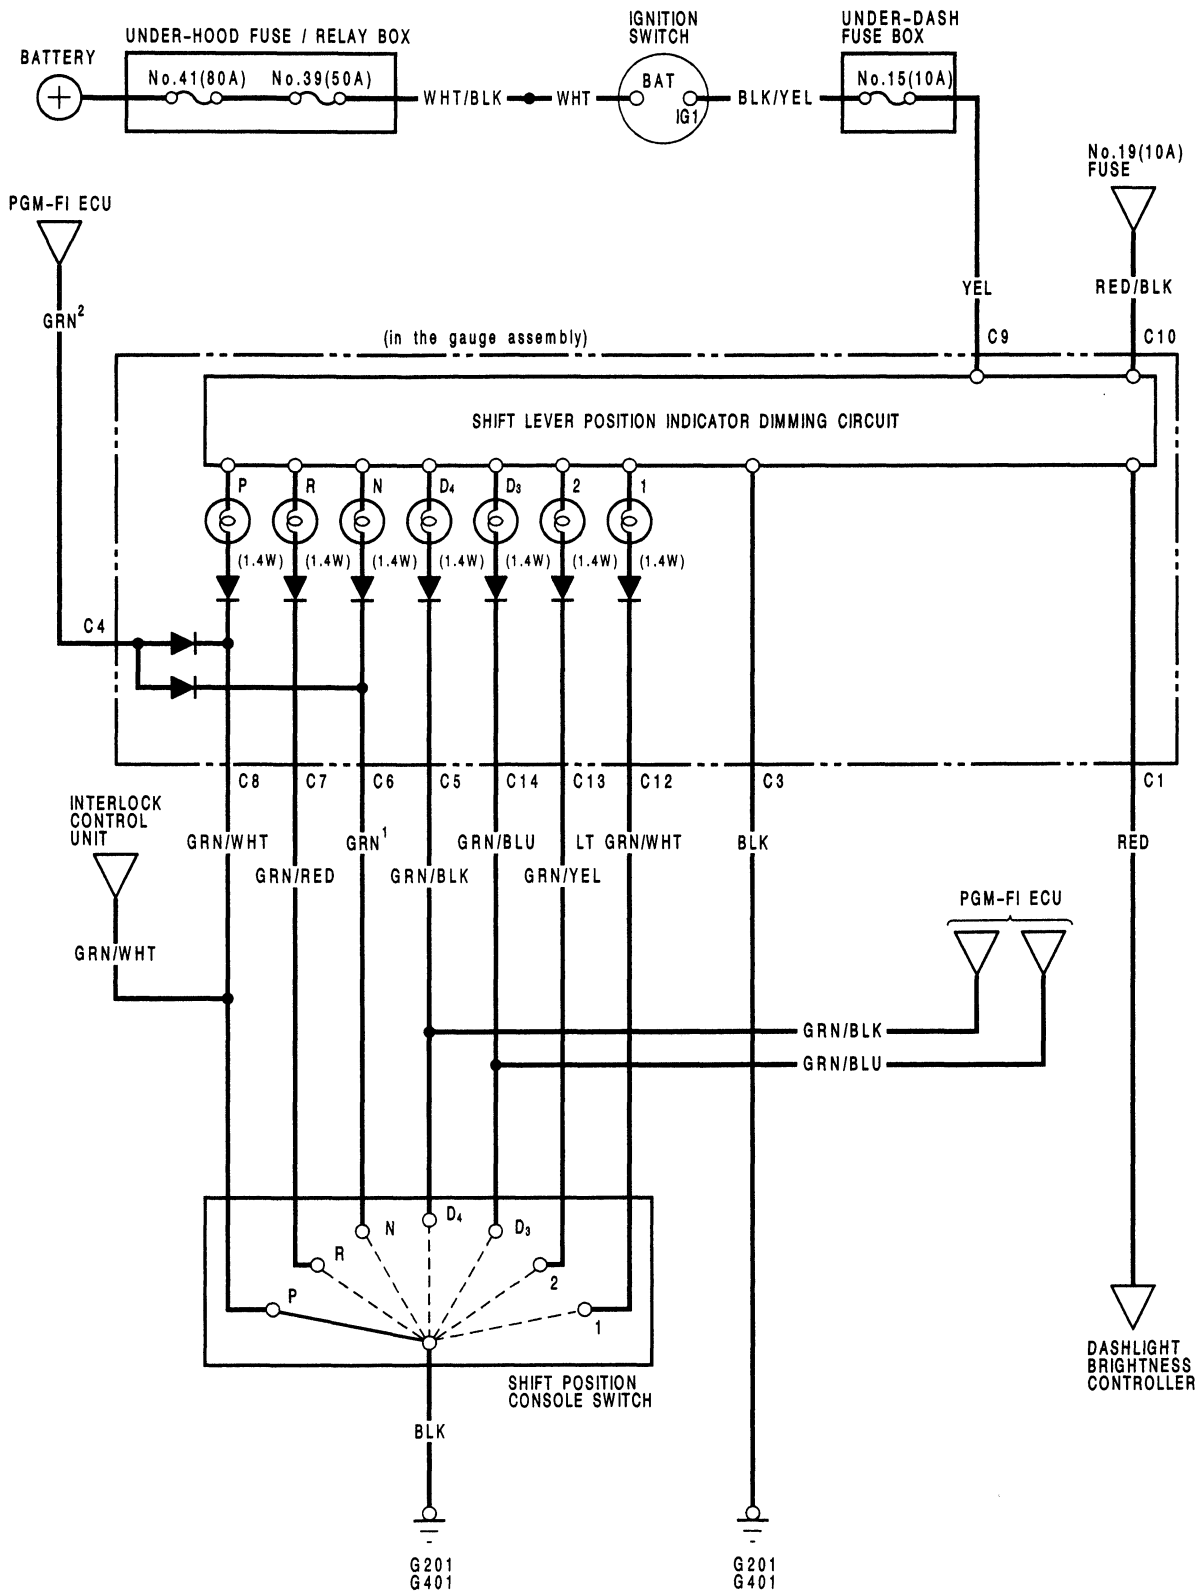 BATTERY
UNDER-HOOD FUSE / RELAY BOX
No.41(80A) No.39(50A)
WHT/BLK
WHT
IGNITION
SWITCH
BAT
IG1
BLK/YEL
UNDER-DASH
FUSE BOX
No.15(10A)
No.19(10A)
FUSE
PGM-FI ECU
GRN2
YEL
RED/BLK
(in the gauge assembly)
C9
C10
SHIFT LEVER POSITION INDICATOR DIMMING CIRCUIT
P R N D4 D3 2 1
(1.4W) (1.4W) (1.4W) (1.4W) (1.4W) (1.4W) (1.4W)
C4
C8 C7 C6 C5 C14 C13 C12 C3 C1
INTERLOCK
CONTROL
UNIT
GRN/WHT GRN1 GRN/BLU LT GRN/WHT BLK RED
GRN/RED GRN/BLK GRN/YEL
PGM-FI ECU
GRN/WHT
GRN/BLK
GRN/BLU
D4
N D3
R
2
P
1
SHIFT POSITION
CONSOLE SWITCH
DASHLIGHT
BRIGHTNESS
CONTROLLER
BLK
G201
G401
G201
G401